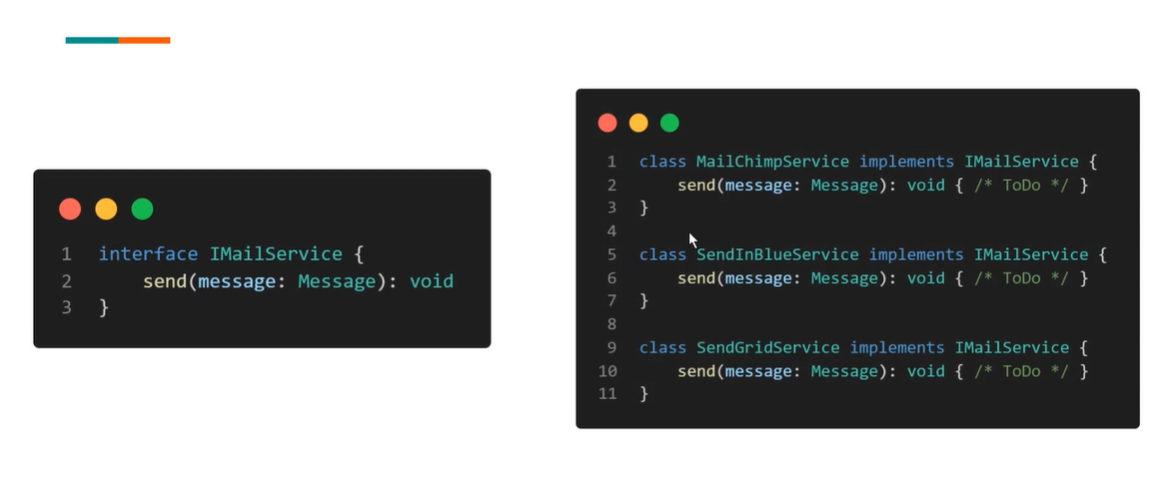 1 interface IMailService {
2 send(message: Message): void
3 }
1 class MailChimpService implements IMailService {
2 send(message: Message): void { /* ToDo */ }
3 }
4
5 class SendInBlueService implements IMailService {
6 send(message: Message): void { /* ToDo */ }
7 }
8
9 class SendGridService implements IMailService {
10 send(message: Message): void { /* ToDo */ }
11 }